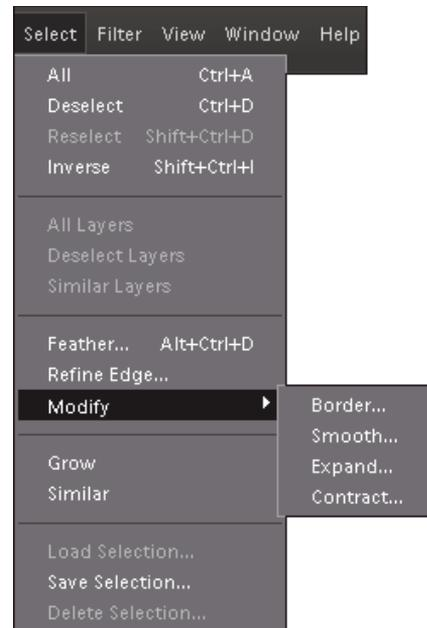 Select Filter View Window Help
All Ctrl+A
Deselect Ctrl+D
Reselect Shift+Ctrl+D
Inverse Shift+Ctrl+I
All Layers
Deselect Layers
Similar Layers
Feather... Alt+Ctrl+D
Refine Edge...
Modify
Border...
Smooth...
Expand...
Contract...
Grow
Similar
Load Selection...
Save Selection...
Delete Selection...